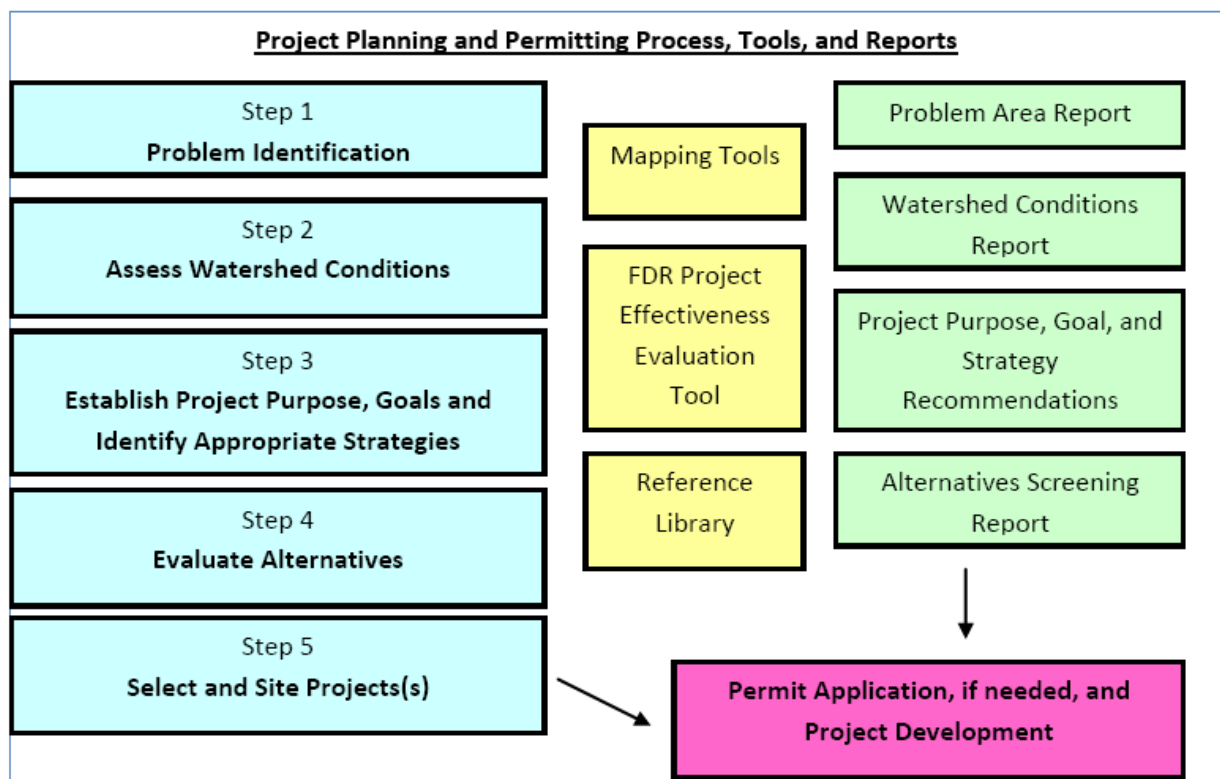 Project Planning and Permitting Process, Tools, and Reports
Step 1
Problem Identification
Step 2
Assess Watershed Conditions
Step 3
Establish Project Purpose, Goals and
Identify Appropriate Strategies
Step 4
Evaluate Alternatives
Step 5
Select and Site Projects(s)
Mapping Tools
FDR Project
Effectiveness
Evaluation
Tool
Reference
Library
Problem Area Report
Watershed Conditions
Report
Project Purpose, Goal, and
Strategy
Recommendations
Alternatives Screening
Report
Permit Application, if needed, and
Project Development